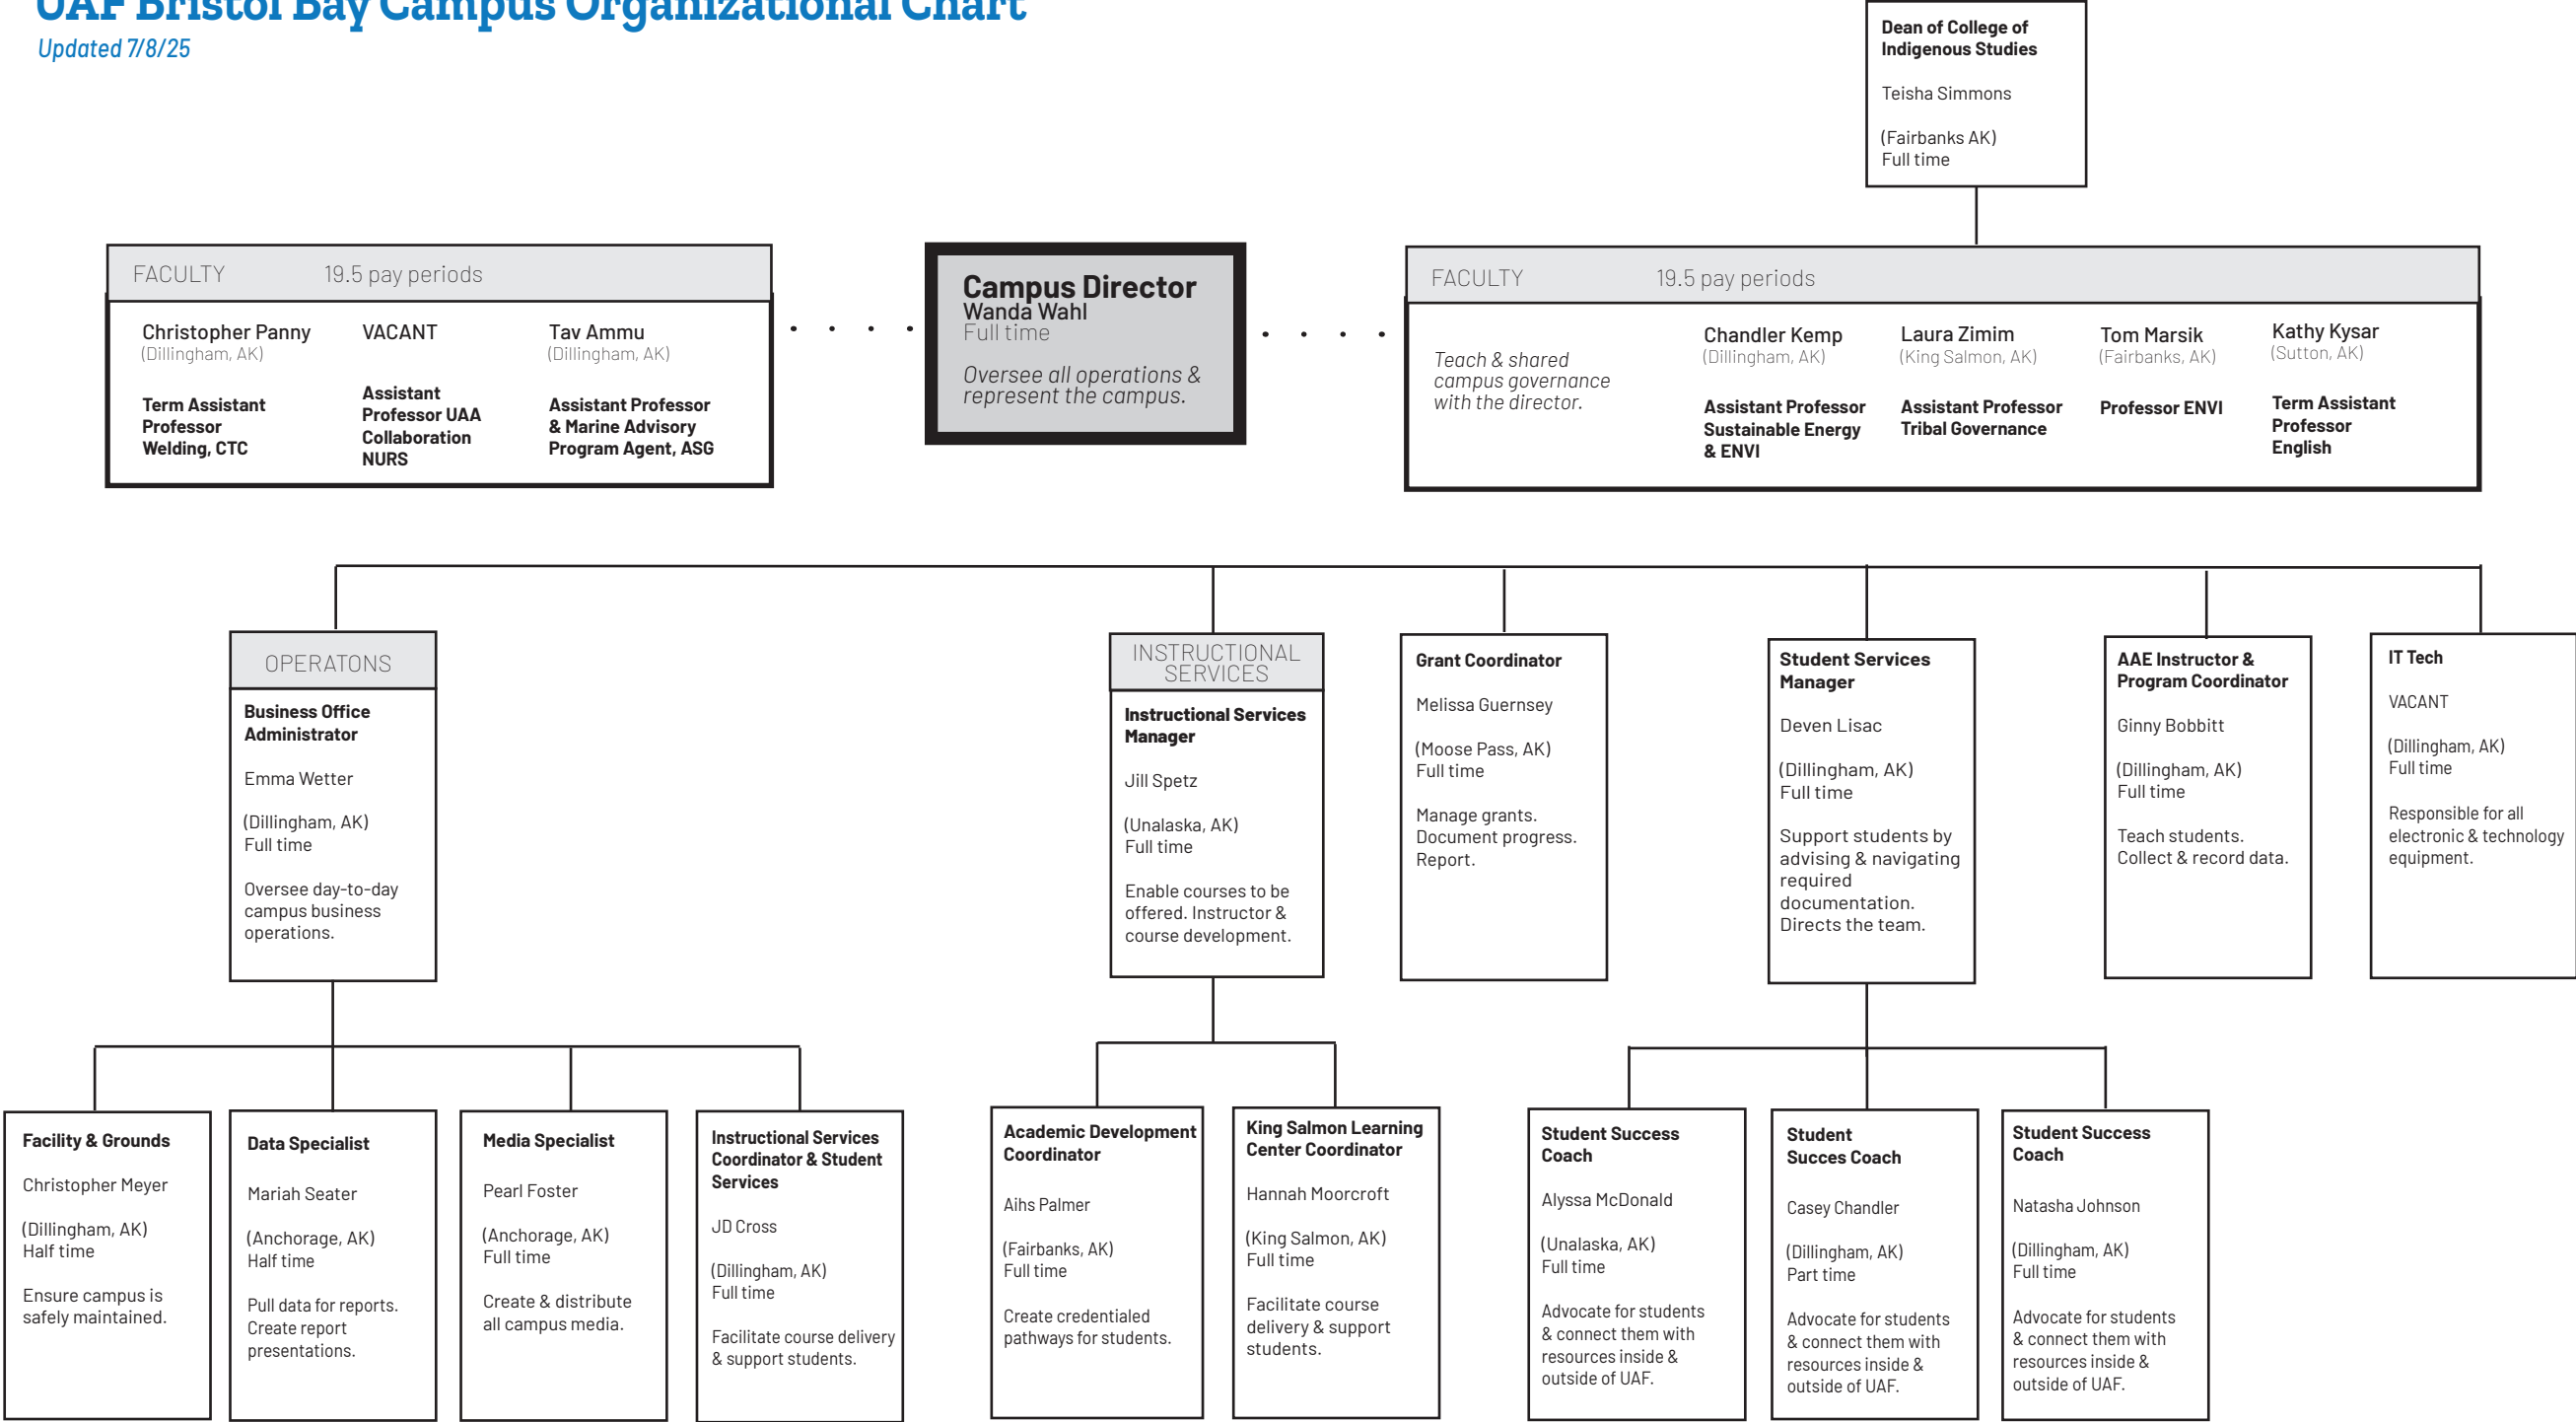 UAF Bristol Bay Campus Organizational Chart
Updated 7/8/25
Dean of College of
Indigenous Studies
Teisha Simmons
(Fairbanks AK)
Full time
FACULTY 19.5 pay periods
Christopher Panny
(Dillingham, AK)
Term Assistant
Professor
Welding, CTC
VACANT
Assistant
Professor UAA
Collaboration
NURS
Tav Ammu
(Dillingham, AK)
Assistant Professor
& Marine Advisory
Program Agent, ASG
Campus Director
Wanda Wahl
Full time
Oversee all operations &
represent the campus.
FACULTY 19.5 pay periods
Teach & shared
campus governance
with the director.
Chandler Kemp
(Dillingham, AK)
Assistant Professor
Sustainable Energy
& ENVI
Laura Zimim
(King Salmon, AK)
Assistant Professor
Tribal Governance
Tom Marsik
(Fairbanks, AK)
Professor ENVI
Kathy Kysar
(Sutton, AK)
Term Assistant
Professor
English
OPERATONS
Business Office
Administrator
Emma Wetter
(Dillingham, AK)
Full time
Oversee day-to-day
campus business
operations.
INSTRUCTIONAL
SERVICES
Instructional Services
Manager
Jill Spetz
(Unalaska, AK)
Full time
Enable courses to be
offered. Instructor &
course development.
Grant Coordinator
Melissa Guernsey
(Moose Pass, AK)
Full time
Manage grants.
Document progress.
Report.
Student Services
Manager
Deven Lisac
(Dillingham, AK)
Full time
Support students by
advising & navigating
required
documentation.
Directs the team.
AAE Instructor &
Program Coordinator
Ginny Bobbitt
(Dillingham, AK)
Full time
Teach students.
Collect & record data.
IT Tech
VACANT
(Dillingham, AK)
Full time
Responsible for all
electronic & technology
equipment.
Facility & Grounds
Christopher Meyer
(Dillingham, AK)
Half time
Ensure campus is
safely maintained.
Data Specialist
Mariah Seater
(Anchorage, AK)
Half time
Pull data for reports.
Create report
presentations.
Media Specialist
Pearl Foster
(Anchorage, AK)
Full time
Create & distribute
all campus media.
Instructional Services
Coordinator & Student
Services
JD Cross
(Dillingham, AK)
Full time
Facilitate course delivery
& support students.
Academic Development
Coordinator
Aihs Palmer
(Fairbanks, AK)
Full time
Create credentialed
pathways for students.
King Salmon Learning
Center Coordinator
Hannah Moorcroft
(King Salmon, AK)
Full time
Facilitate course
delivery & support
students.
Student Success
Coach
Alyssa McDonald
(Unalaska, AK)
Full time
Advocate for students
& connect them with
resources inside &
outside of UAF.
Student
Succes Coach
Casey Chandler
(Dillingham, AK)
Part time
Advocate for students
& connect them with
resources inside &
outside of UAF.
Student Success
Coach
Natasha Johnson
(Dillingham, AK)
Full time
Advocate for students
& connect them with
resources inside &
outside of UAF.